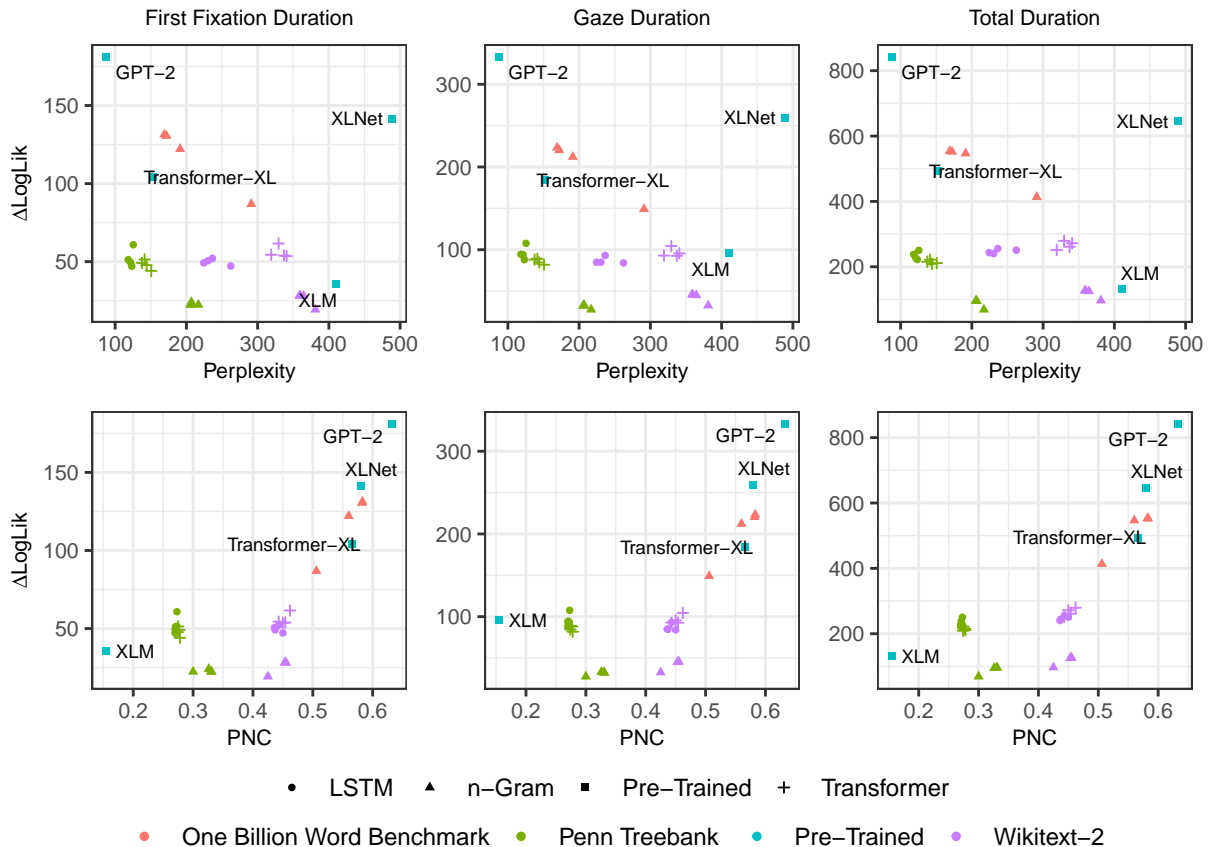 First Fixation Duration
Gaze Duration
Total Duration
ΔLogLik
150
100
50
GPT−2
XLNet
Transformer−XL
XLM
100 200 300 400 500
Perplexity
300
200
100
0
GPT−2
XLNet
Transformer−XL
XLM
100 200 300 400 500
Perplexity
800
600
400
200
0
GPT−2
XLNet
Transformer−XL
XLM
100 200 300 400 500
Perplexity
ΔLogLik
150
100
50
GPT−2
XLNet
Transformer−XL
XLM
0.2 0.3 0.4 0.5 0.6
PNC
300
200
100
0
GPT−2
XLNet
Transformer−XL
XLM
0.2 0.3 0.4 0.5 0.6
PNC
800
600
400
200
0
GPT−2
XLNet
Transformer−XL
XLM
0.2 0.3 0.4 0.5 0.6
PNC
LSTM n−Gram Pre−Trained Transformer
One Billion Word Benchmark Penn Treebank Pre−Trained Wikitext−2